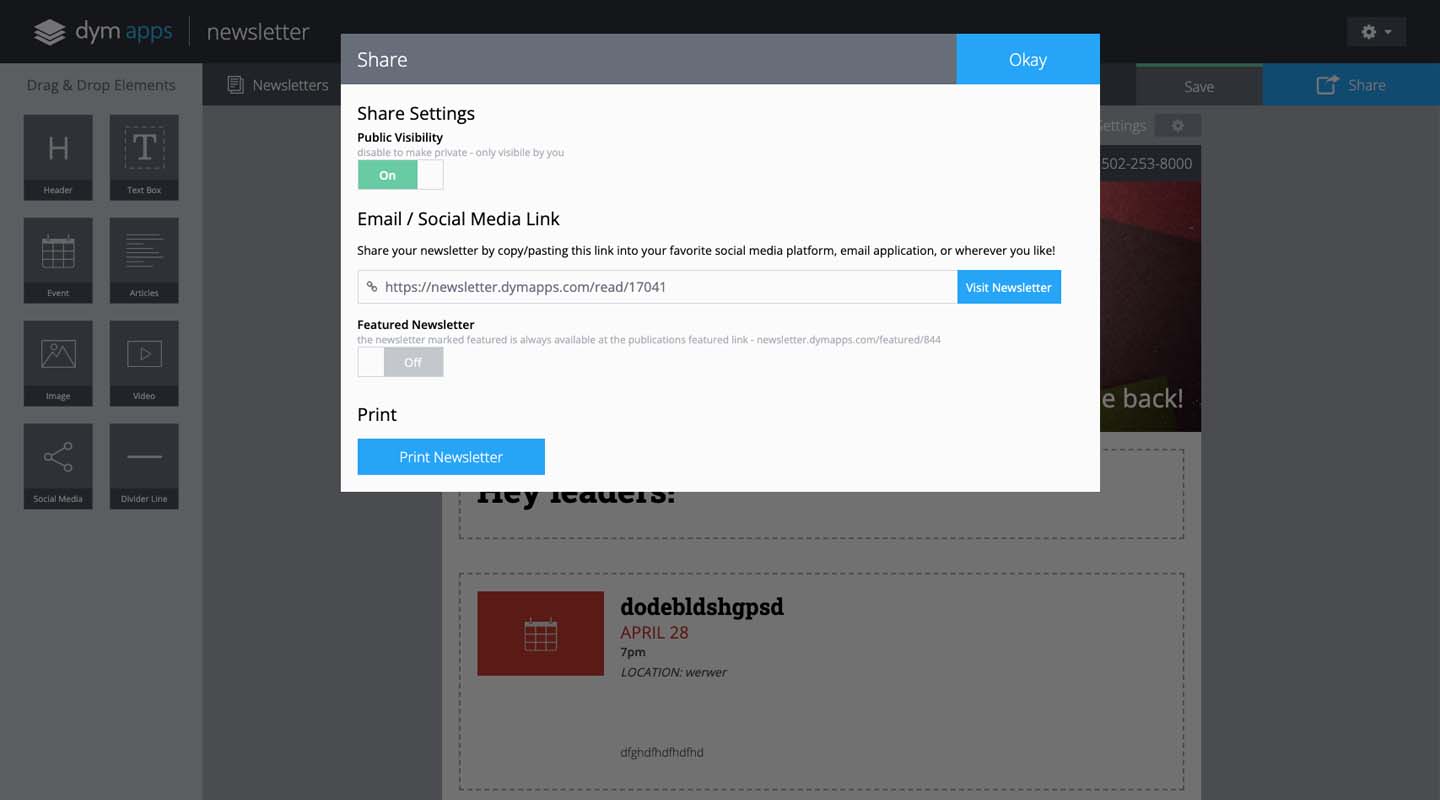 dym apps newsletter
Drag & Drop Elements
Newsletters
Save
Share
Header
Text Box
Event
Articles
Image
Video
Social Media
Divider Line
Share
Okay
Share Settings
Public Visibility
disable to make private - only visibile by you
On
Email / Social Media Link
Share your newsletter by copy/pasting this link into your favorite social media platform, email application, or wherever you like!
https://newsletter.dymapps.com/read/17041
Visit Newsletter
Featured Newsletter
the newsletter marked featured is always available at the publications featured link - newsletter.dymapps.com/featured/844
Off
Print
Print Newsletter
Settings
502-253-8000
e back!
Hey leaders!
dodebldshgpsd
APRIL 28
7pm
LOCATION: werwer
dfghdfhdfhdfhd